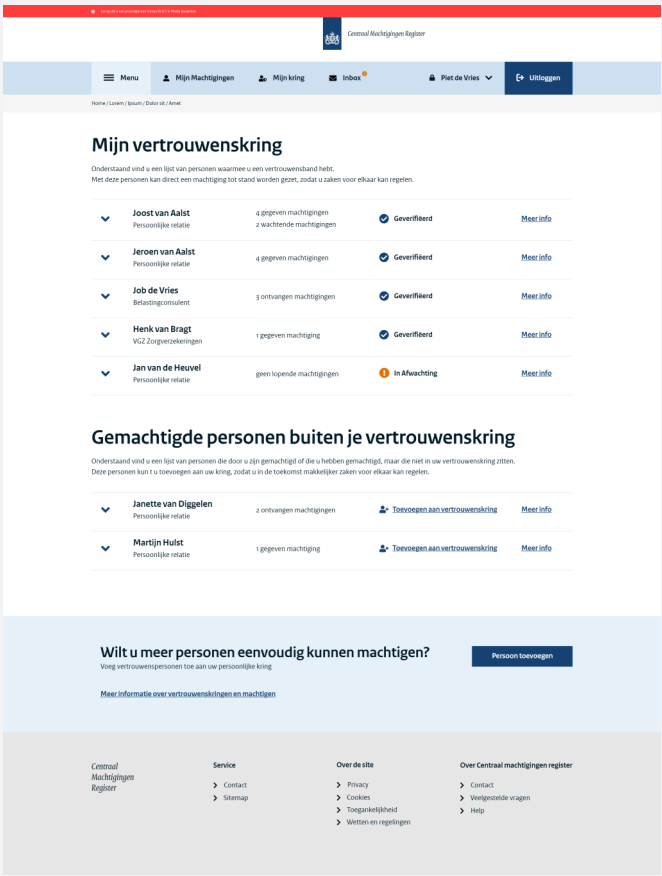 Centraal Machtigingen Register
Menu
Mijn Machtigingen
Mijn kring
Inbox
Piet de Vries
Uitloggen
Home / Lorem / Ipsum / Dolor sit / Amet
Mijn vertrouwenskring
Onderstaand vind u een lijst van personen waarmee u een vertrouwensband hebt.
Met deze personen kan direct een machtiging tot stand worden gezet, zodat u zaken voor elkaar kan regelen.
Joost van Aalst
Persoonlijke relatie
4 gegeven machtigingen
2 wachtende machtigingen
Geverifiëerd
Meer info
Jeroen van Aalst
Persoonlijke relatie
4 gegeven machtigingen
Geverifiëerd
Meer info
Job de Vries
Belastingconsulent
3 ontvangen machtigingen
Geverifiëerd
Meer info
Henk van Bragt
VGZ Zorgverzekeringen
1 gegeven machtiging
Geverifiëerd
Meer info
Jan van de Heuvel
Persoonlijke relatie
geen lopende machtigingen
In Afwachting
Meer info
Gemachtigde personen buiten je vertrouwenskring
Onderstaand vind u een lijst van personen die door u zijn gemachtigd of die u hebben gemachtigd, maar die niet in uw vertrouwenskring zitten.
Deze personen kun t u toevoegen aan uw kring, zodat u in de toekomst makkelijker zaken voor elkaar kan regelen.
Janette van Diggelen
Persoonlijke relatie
2 ontvangen machtigingen
Toevoegen aan vertrouwenskring
Meer info
Martijn Hulst
Persoonlijke relatie
1 gegeven machtiging
Toevoegen aan vertrouwenskring
Meer info
Wilt u meer personen eenvoudig kunnen machtigen?
Voeg vertrouwenspersonen toe aan uw persoonlijke kring
Persoon toevoegen
Meer informatie over vertrouwenskringen en machtigen
Centraal
Machtigingen
Register
Service
Contact
Sitemap
Over de site
Privacy
Cookies
Toegankelijkheid
Wetten en regelingen
Over Centraal machtigingen register
Contact
Veelgestelde vragen
Help